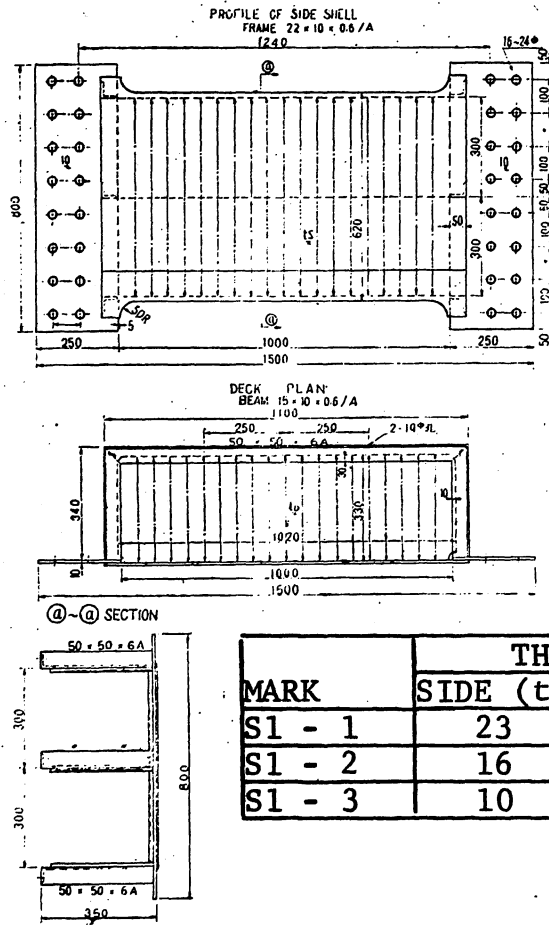 PROFILE OF SIDE SHELL
FRAME 22 × 10 × 0.6 / A
1240
16-24Φ
@
50
100
100
50
50
100
100
50
800
10
300
300
620
50
tS
10
50R
5
@
250
1000
250
1500
DECK PLAN
BEAM 15 × 10 × 0.6 / A
1100
250
250
50 × 50 × 6A
30
340
10
330
1020
10
1000
1500
@~@ SECTION
50 × 50 × 6A
300
300
800
50 × 50 × 6A
350
TH
MARK SIDE (t
S1 - 1 23
S1 - 2 16
S1 - 3 10